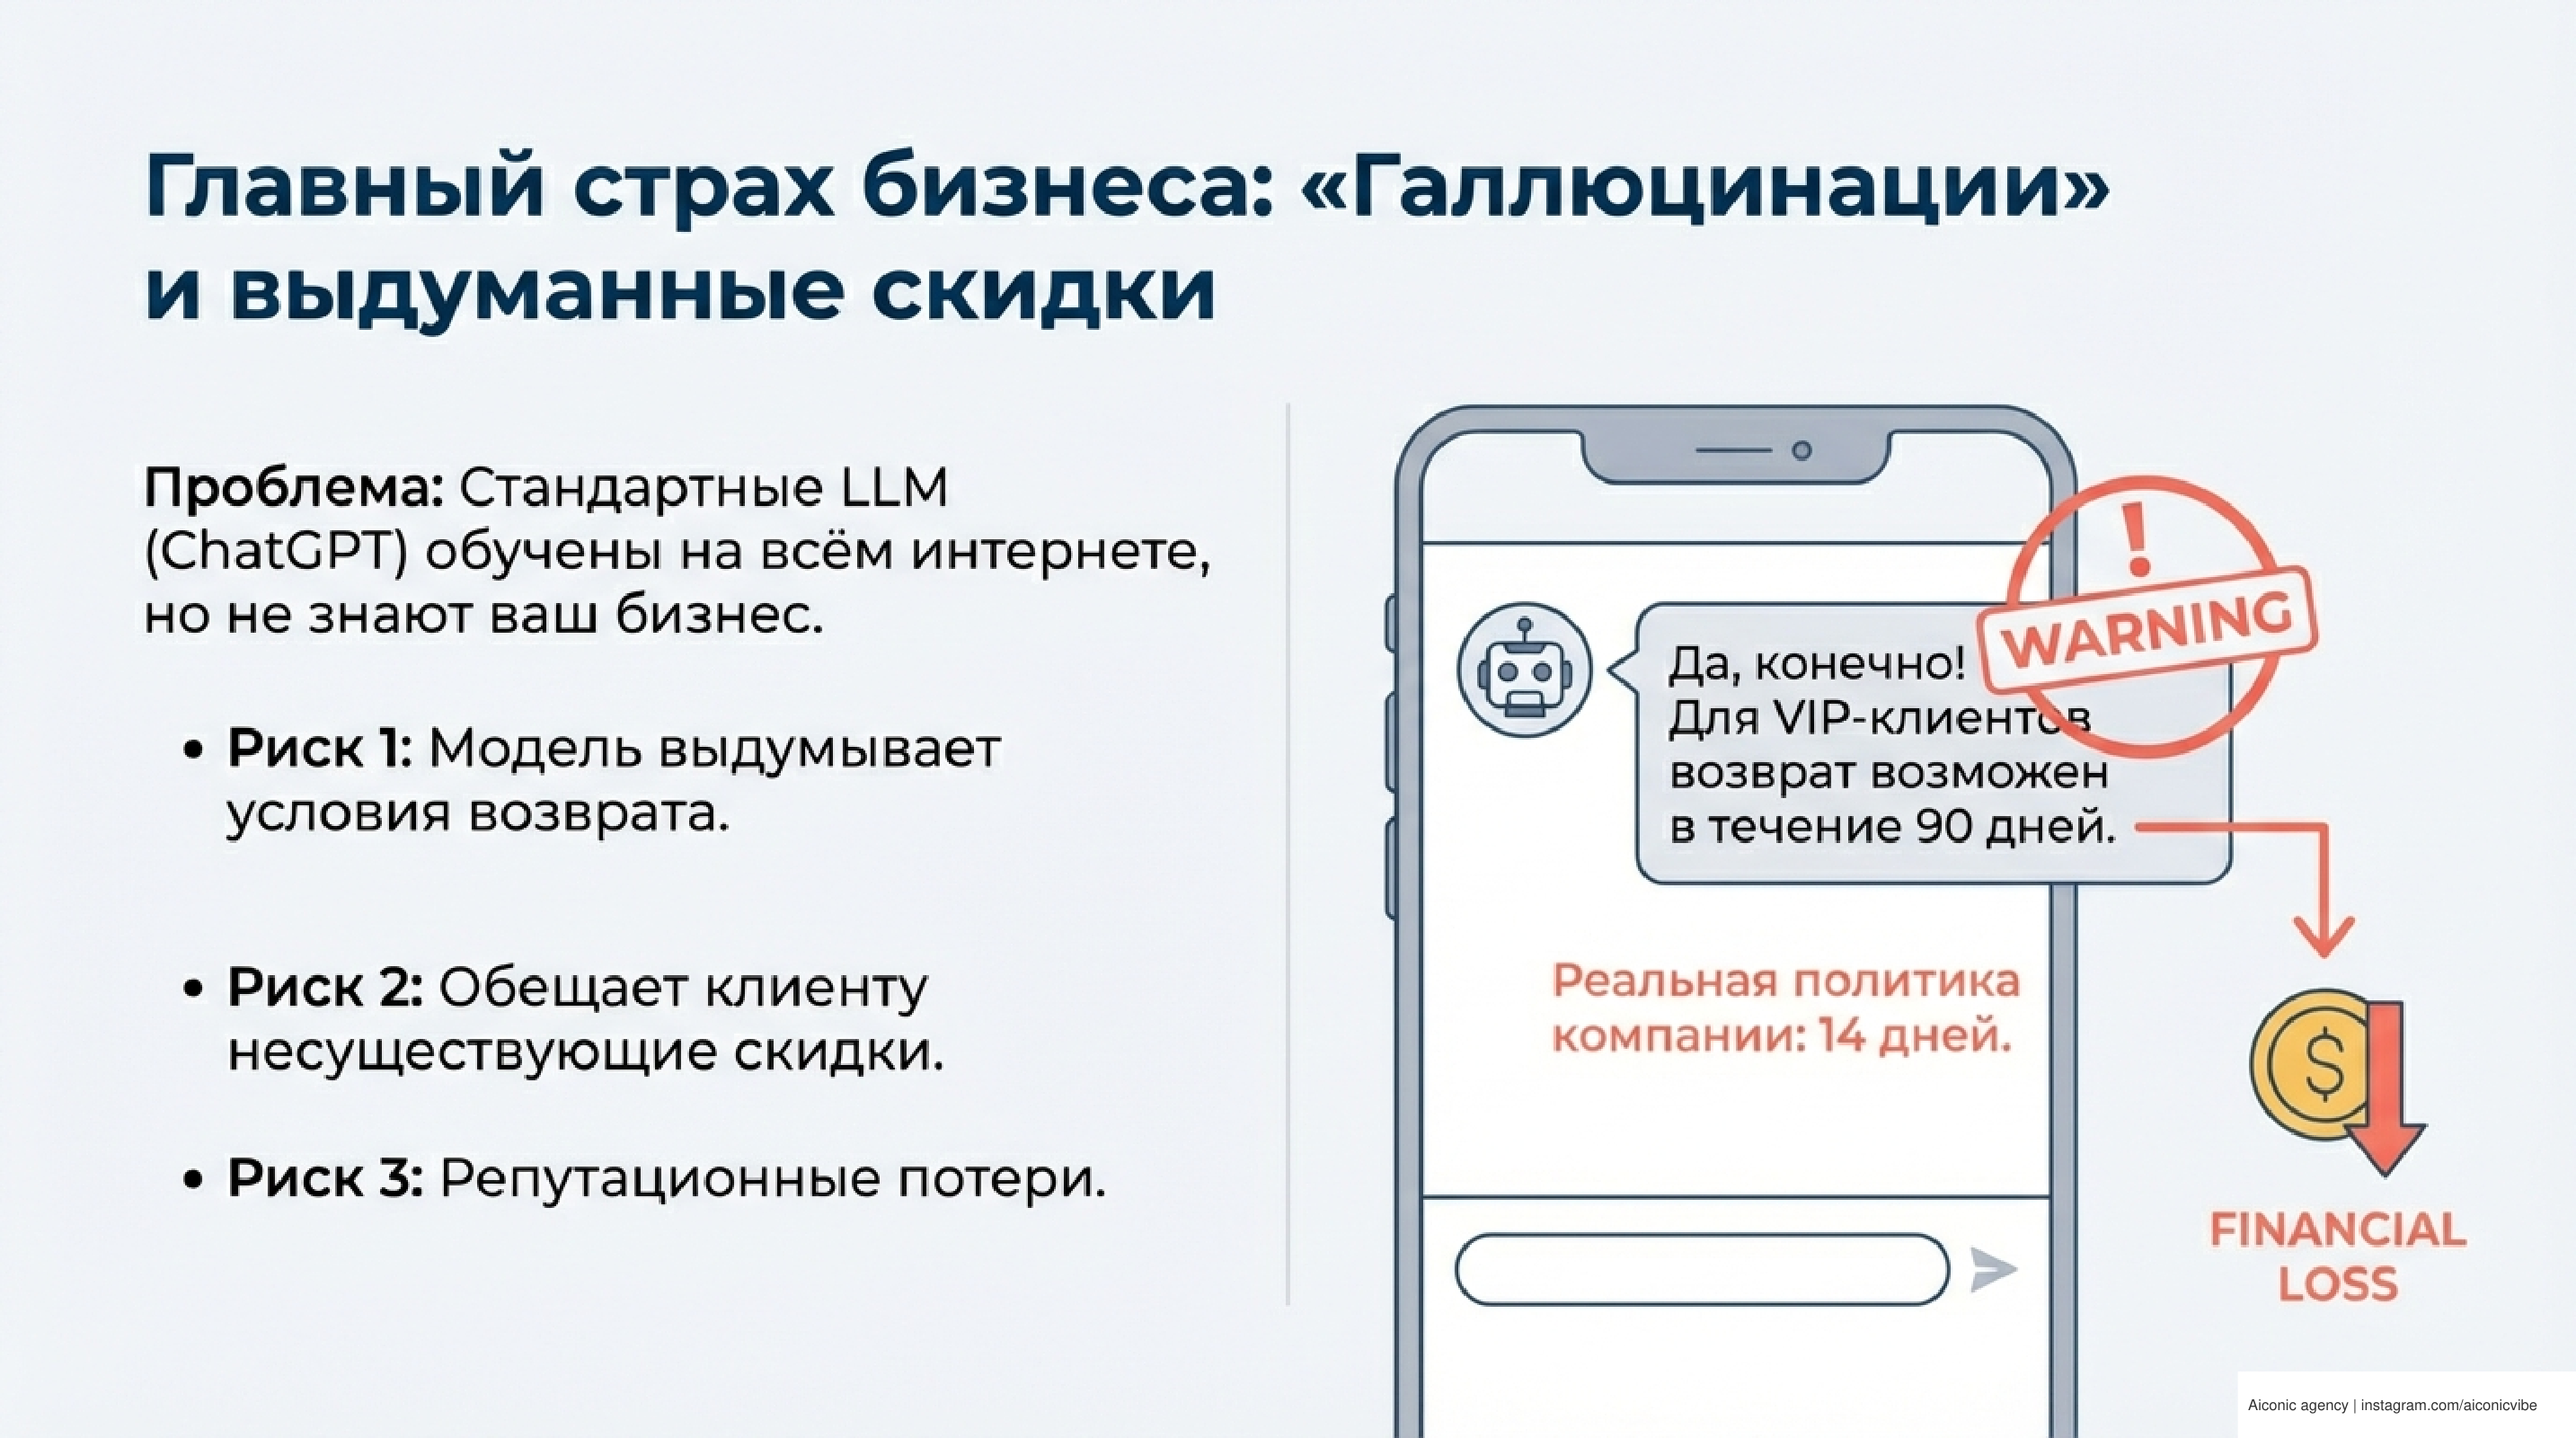 Главный страх бизнеса: «Галлюцинации»
и выдуманные скидки
Проблема: Стандартные LLM
(ChatGPT) обучены на всём интернете,
но не знают ваш бизнес.
• Риск 1: Модель выдумывает
условия возврата.
• Риск 2: Обещает клиенту
несуществующие скидки.
• Риск 3: Репутационные потери.
!
WARNING
Да, конечно!
Для VIP-клиентов
возврат возможен
в течение 90 дней.
Реальная политика
компании: 14 дней.
$
FINANCIAL
LOSS
Aiconic agency | instagram.com/aiconicvibe